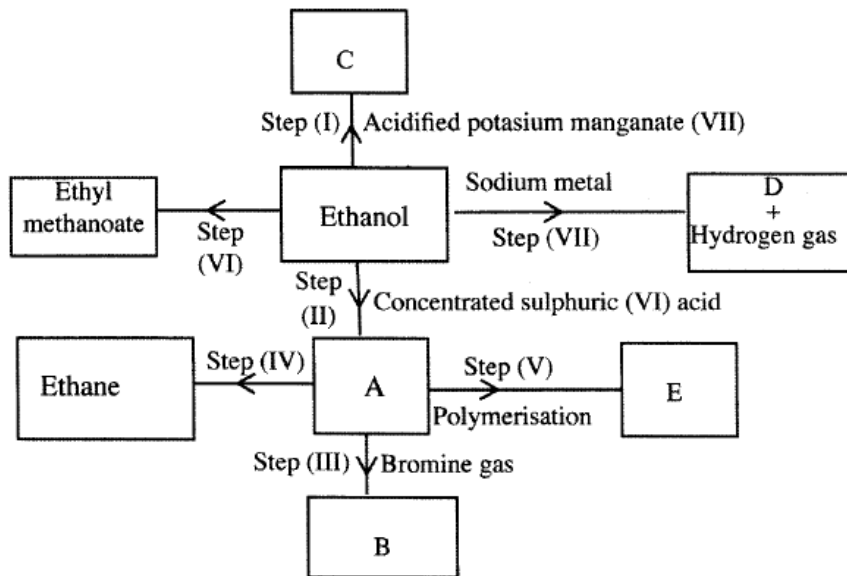 C
Step (I) Acidified potasium manganate (VII)
Ethyl
methanoate
Step
(VI)
Ethanol
Sodium metal
Step (VII)
D
+
Hydrogen gas
Step
(II)
Concentrated sulphuric (VI) acid
Ethane
Step (IV)
A
Step (V)
Polymerisation
E
Step (III) Bromine gas
B